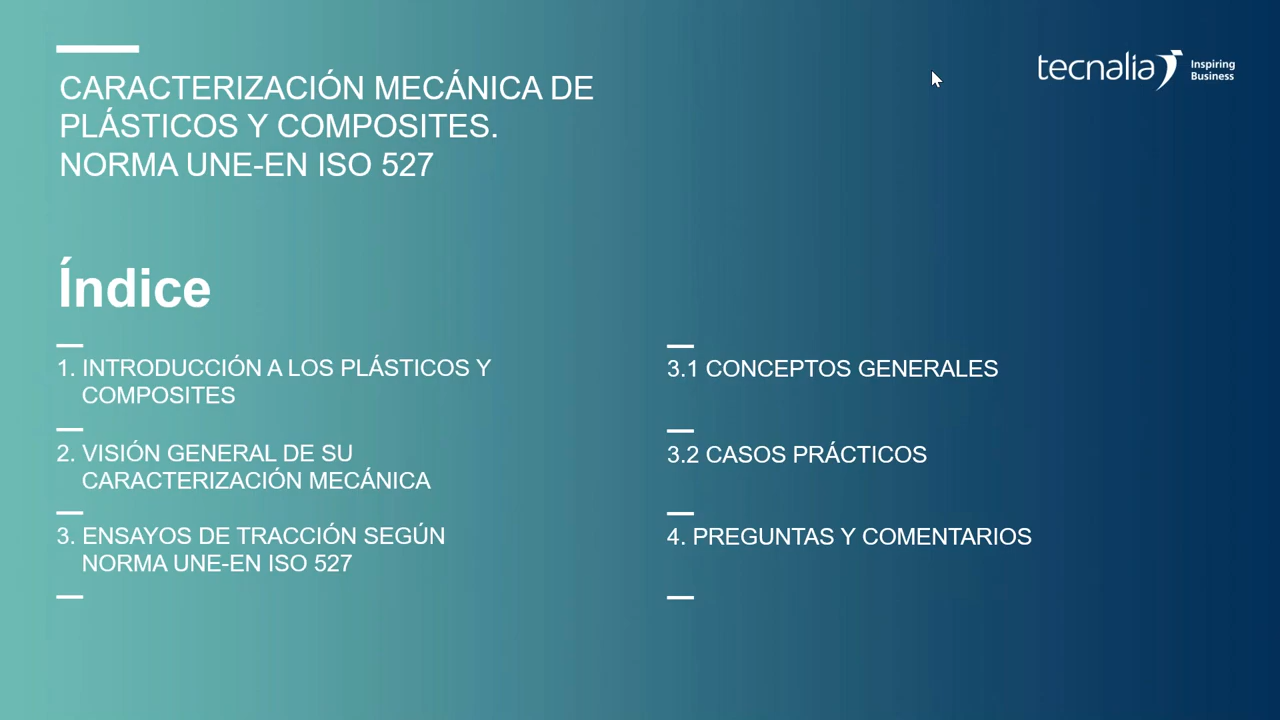 CARACTERIZACIÓN MECÁNICA DE
PLÁSTICOS Y COMPOSITES.
NORMA UNE-EN ISO 527
tecnalia
Inspiring
Business
Índice
1. INTRODUCCIÓN A LOS PLÁSTICOS Y
COMPOSITES
2. VISIÓN GENERAL DE SU
CARACTERIZACIÓN MECÁNICA
3. ENSAYOS DE TRACCIÓN SEGÚN
NORMA UNE-EN ISO 527
3.1 CONCEPTOS GENERALES
3.2 CASOS PRÁCTICOS
4. PREGUNTAS Y COMENTARIOS